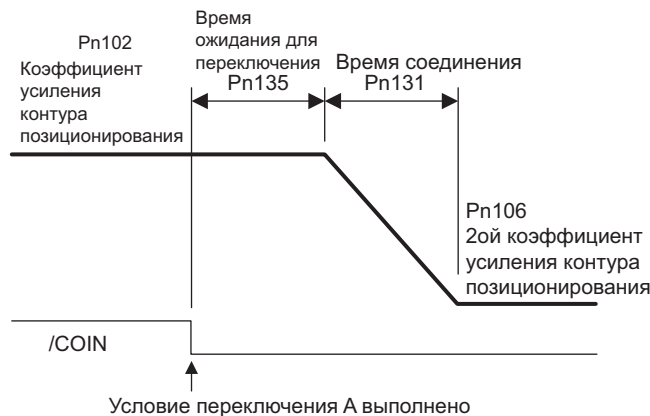 Pn102
Коэффициент
усиления
контура
позиционирования
Время
ожидания для
переключения
Pn135
Время соединения
Pn131
Pn106
2ой коэффициент
усиления контура
позиционирования
/COIN
Условие переключения А выполнено